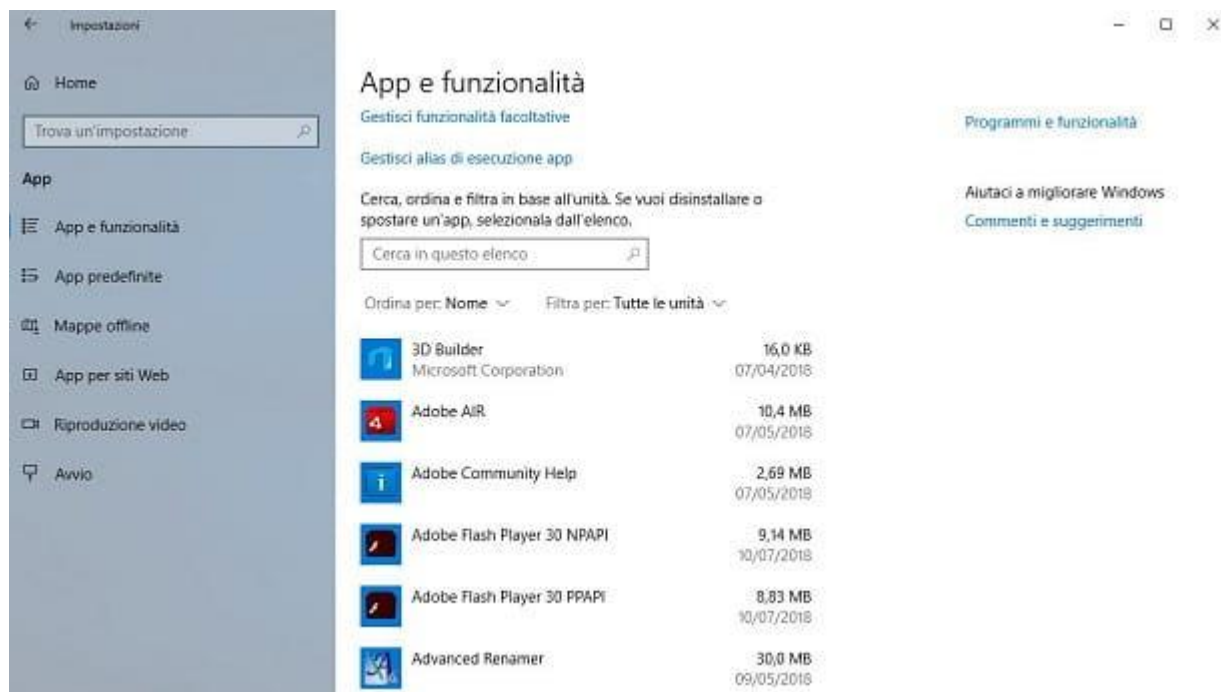 Impostazioni
Home
Trova un'impostazione
App
App e funzionalità
App predefinite
Mappe offline
App per siti Web
Riproduzione video
Avvio
App e funzionalità
Gestisci funzionalità facoltative
Gestisci alias di esecuzione app
Cerca, ordina e filtra in base all'unità. Se vuoi disinstallare o
spostare un'app, selezionala dall'elenco.
Cerca in questo elenco
Ordina per: Nome Filtra per: Tutte le unità
3D Builder 16,0 KB
Microsoft Corporation 07/04/2018
Adobe AIR 10,4 MB
07/05/2018
Adobe Community Help 2,69 MB
07/05/2018
Adobe Flash Player 30 NPAPI 9,14 MB
10/07/2018
Adobe Flash Player 30 PPAPI 8,83 MB
10/07/2018
Advanced Renamer 30,0 MB
09/05/2018
Programmi e funzionalità
Aiutaci a migliorare Windows
Commenti e suggerimenti